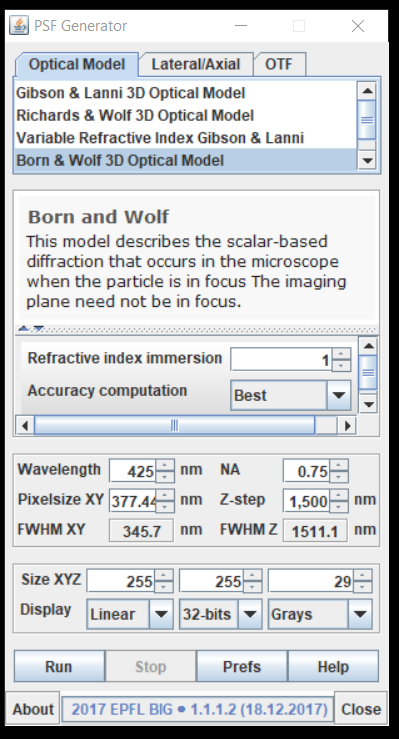 PSF Generator
Optical Model Lateral/Axial OTF
Gibson & Lanni 3D Optical Model
Richards & Wolf 3D Optical Model
Variable Refractive Index Gibson & Lanni
Born & Wolf 3D Optical Model
Born and Wolf
This model describes the scalar-based
diffraction that occurs in the microscope
when the particle is in focus The imaging
plane need not be in focus.
Refractive index immersion 1
Accuracy computation Best
Wavelength 425 nm NA 0.75
Pixelsize XY 377.44 nm Z-step 1,500 nm
FWHM XY 345.7 nm FWHM Z 1511.1 nm
Size XYZ 255 255 29
Display Linear 32-bits Grays
Run Stop Prefs Help
About 2017 EPFL BIG • 1.1.1.2 (18.12.2017) Close